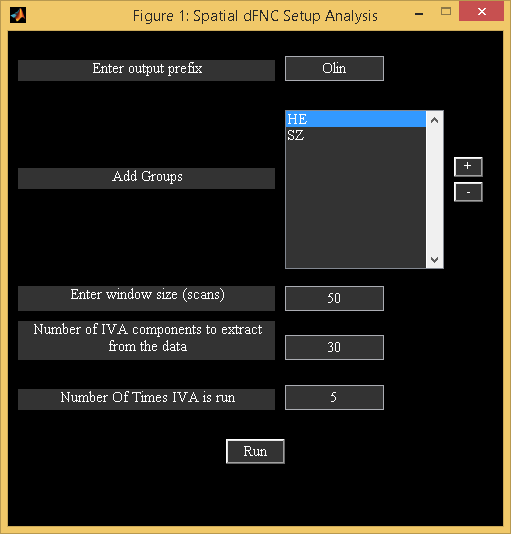 Figure 1: Spatial dFNC Setup Analysis
Enter output prefix
Olin
Add Groups
HE
SZ
+
-
Enter window size (scans)
50
Number of IVA components to extract
from the data
30
Number Of Times IVA is run
5
Run